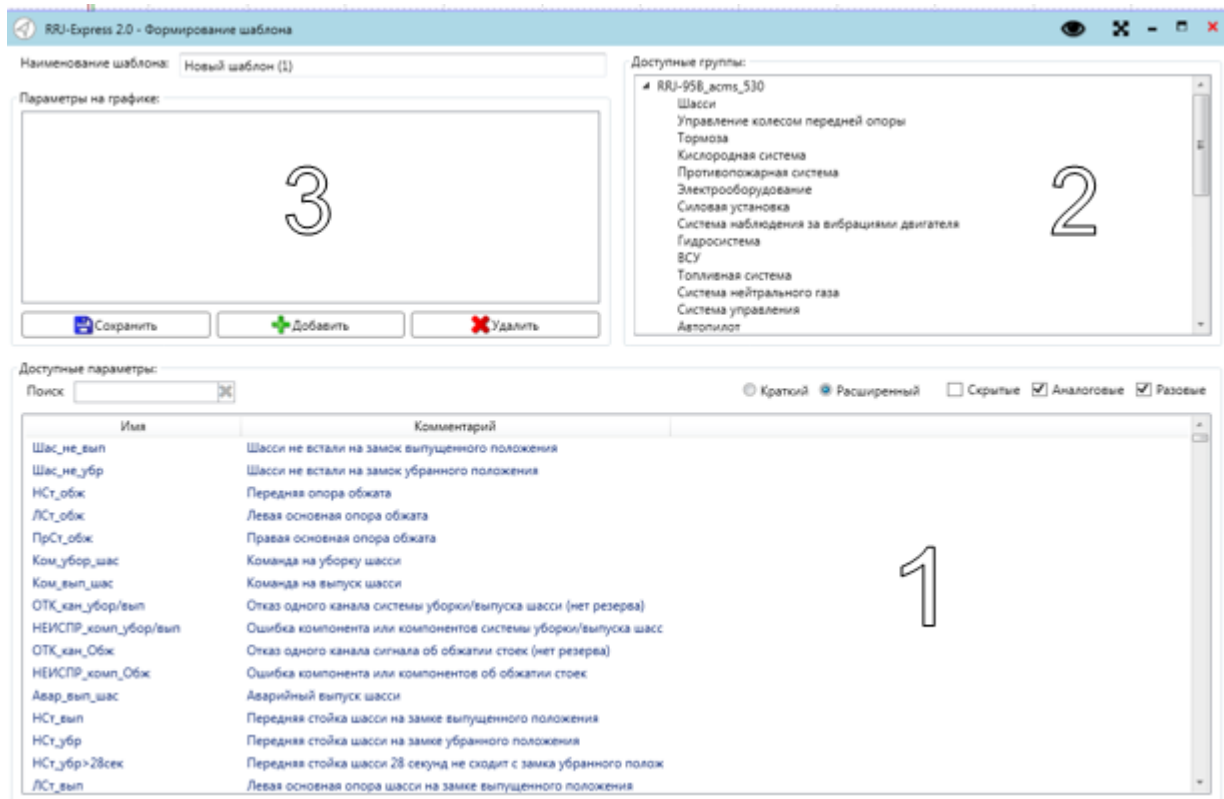 RRJ-Express 2.0 - Формирование шаблона
Наименование шаблона: Новый шаблон (1)
Параметры на графике:
3
Сохранить Добавить Удалить
Доступные группы:
RRJ-95B_acms_530
Шасси
Управление колесом передней опоры
Тормоза
Кислородная система
Противопожарная система
Электрооборудование
Силовая установка
Система наблюдения за вибрациями двигателя
Гидросистема
ВСУ
Топливная система
Система нейтрального газа
Система управления
Автопилот
2
Доступные параметры:
Поиск Краткий Расширенный Скрытые Аналоговые Разовые
Имя Комментарий
Шас_не_вып Шасси не встали на замок выпущенного положения
Шас_не_убр Шасси не встали на замок убранного положения
НСт_обж Передняя опора обжата
ЛСт_обж Левая основная опора обжата
ПрСт_обж Правая основная опора обжата
Ком_убор_шас Команда на уборку шасси
Ком_вып_шас Команда на выпуск шасси
ОТК_кан_убор/вып Отказ одного канала системы уборки/выпуска шасси (нет резерва)
НЕИСПР_комп_убор/вып Ошибка компонента или компонентов системы уборки/выпуска шасс
ОТК_кан_Обж Отказ одного канала сигнала об обжатии стоек (нет резерва)
НЕИСПР_комп_Обж Ошибка компонента или компонентов об обжатии стоек
Авар_вып_шас Аварийный выпуск шасси
НСт_вып Передняя стойка шасси на замке выпущенного положения
НСт_убр Передняя стойка шасси на замке убранного положения
НСт_убр>28сек Передняя стойка шасси 28 секунд не сходит с замка убранного полож
ЛСт_вып Левая основная опора шасси на замке выпущенного положения
1